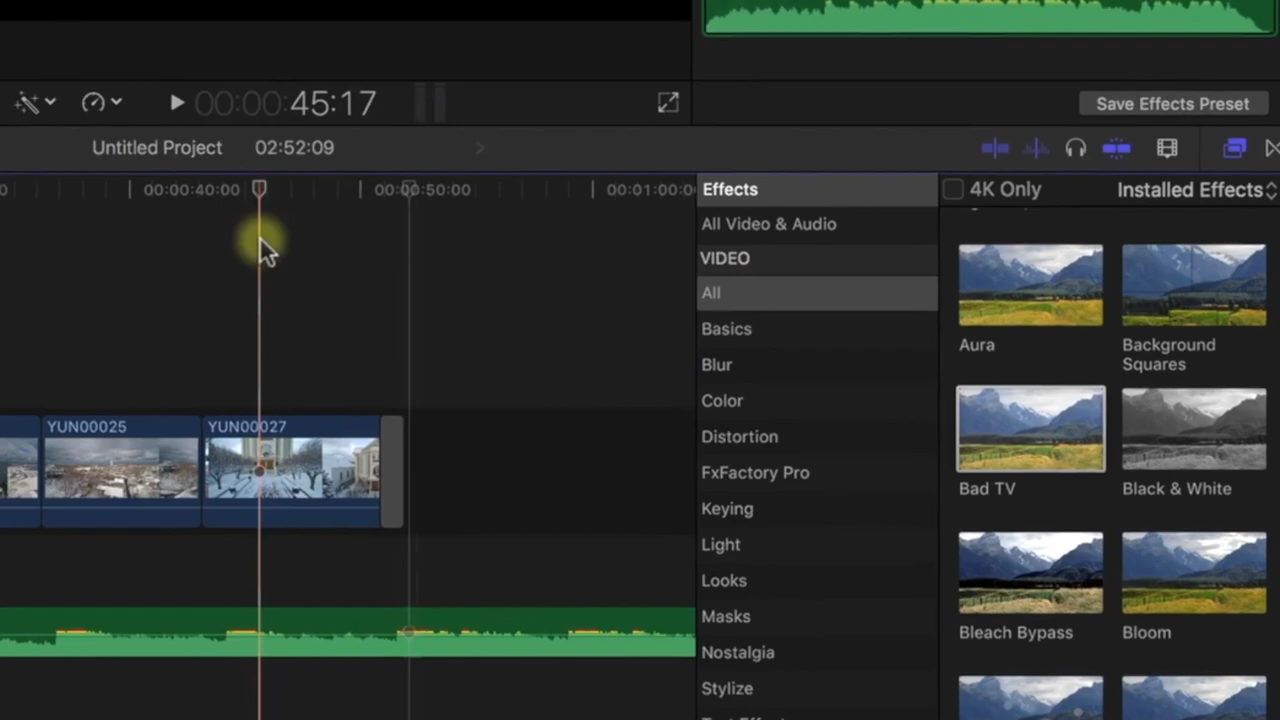 00:00:45:17
Save Effects Preset
Untitled Project 02:52:09
00:00:40:00
00:00:50:00
00:01:00:0
Effects
4K Only
Installed Effects
All Video & Audio
VIDEO
All
Basics
Blur
Color
Distortion
FxFactory Pro
Keying
Light
Looks
Masks
Nostalgia
Stylize
Aura
Background
Squares
Bad TV
Black & White
Bleach Bypass
Bloom
YUN00025
YUN00027